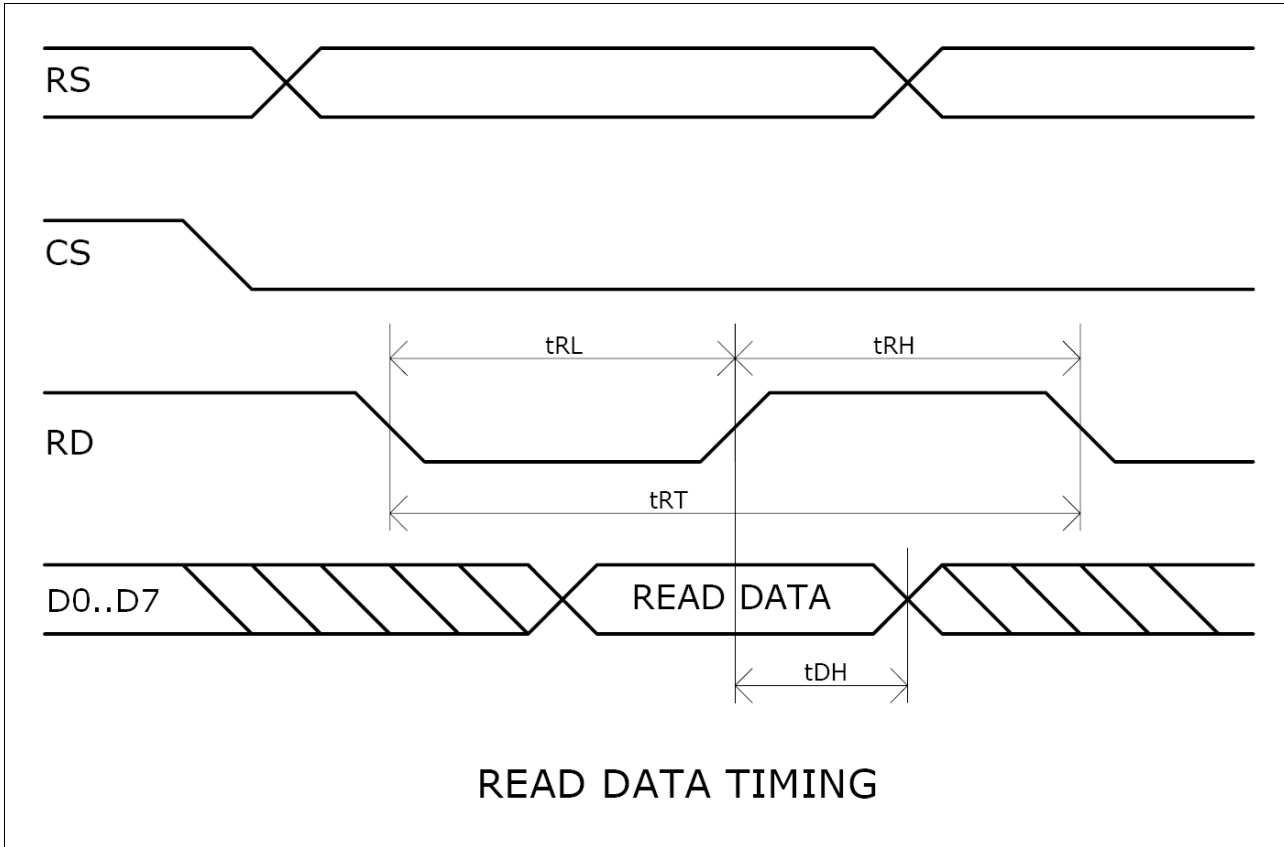 RS
CS
tRL
tRH
RD
tRT
D0..D7
READ DATA
tDH
READ DATA TIMING